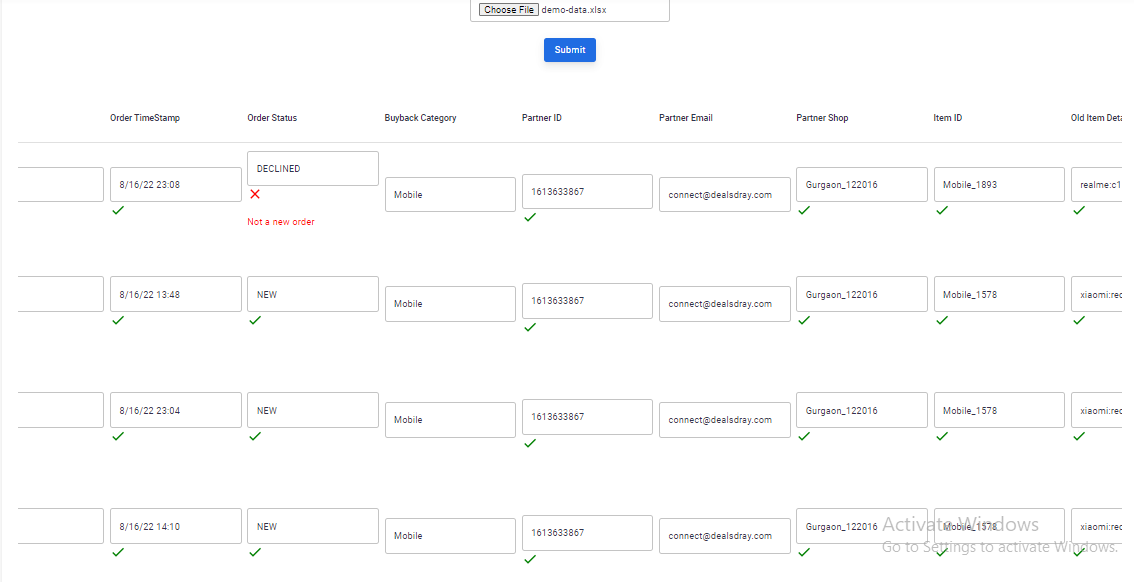 Choose File demo-data.xlsx
Submit
Order TimeStamp Order Status Buyback Category Partner ID Partner Email Partner Shop Item ID Old Item Deta
8/16/22 23:08 DECLINED Mobile 1613633867 connect@dealsdray.com Gurgaon_122016 Mobile_1893 realme:c1
Not a new order
8/16/22 13:48 NEW Mobile 1613633867 connect@dealsdray.com Gurgaon_122016 Mobile_1578 xiaomi:rec
8/16/22 23:04 NEW Mobile 1613633867 connect@dealsdray.com Gurgaon_122016 Mobile_1578 xiaomi:rec
8/16/22 14:10 NEW Mobile 1613633867 connect@dealsdray.com Gurgaon_122016 Mobile_1578 xiaomi:rec
Activate Windows
Go to Settings to activate Windows.